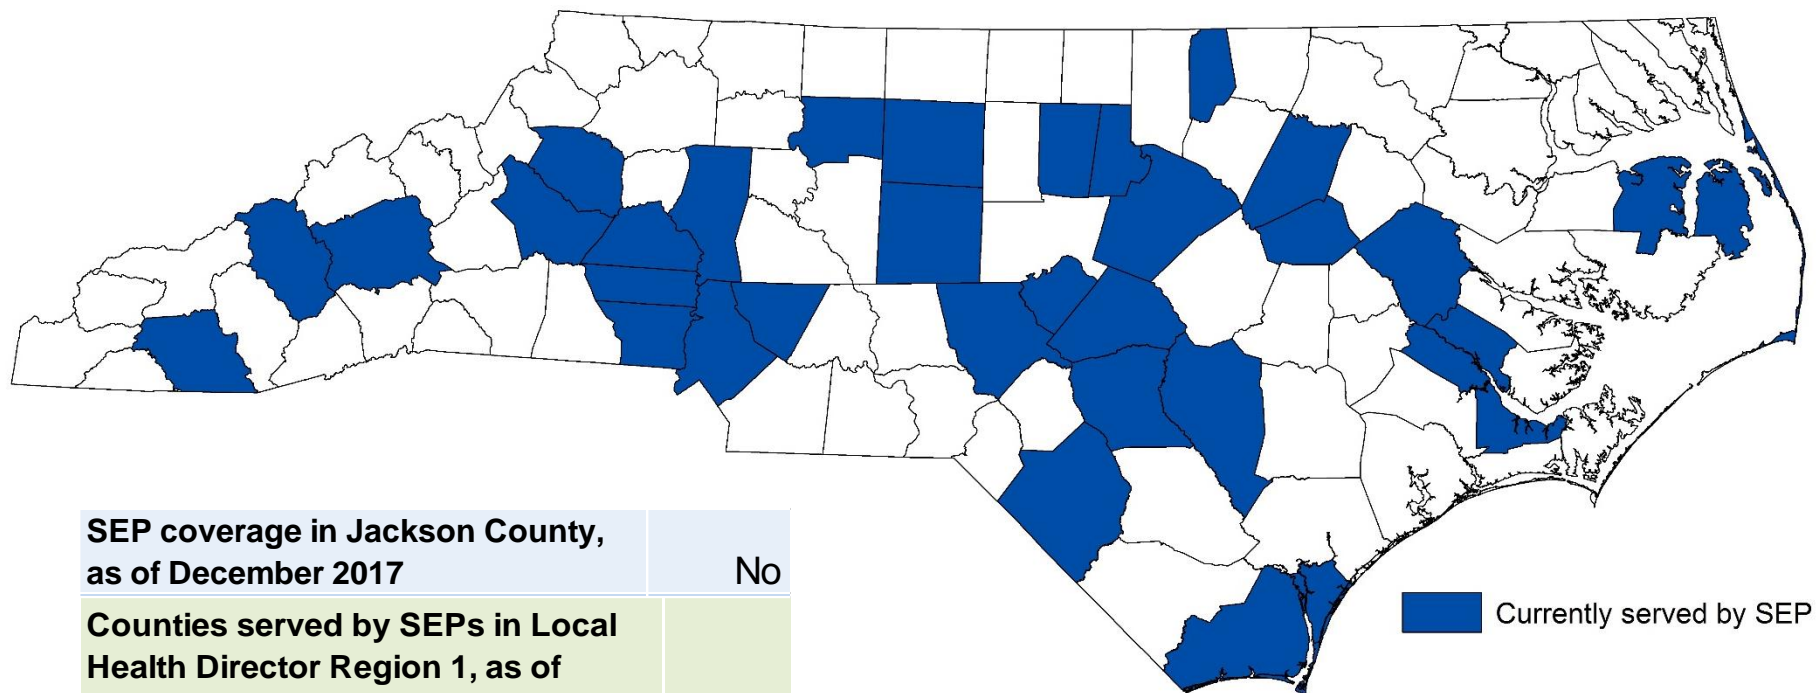 SEP coverage in Jackson County,
as of December 2017
No
Counties served by SEPs in Local
Health Director Region 1, as of
Currently served by SEP